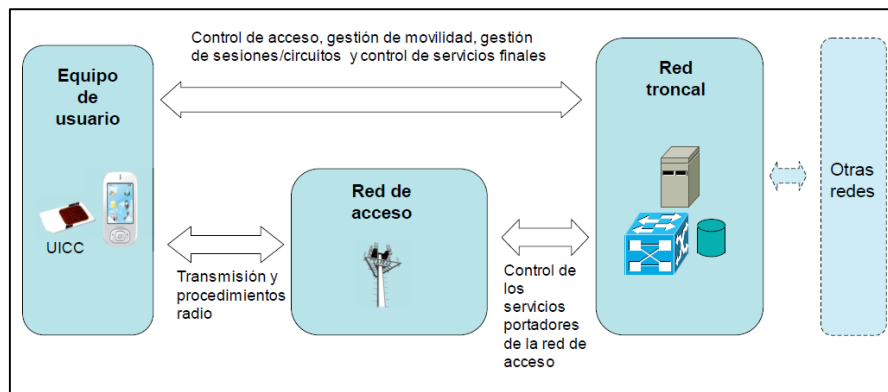 Control de acceso, gestión de movilidad, gestión
de sesiones/circuitos y control de servicios finales
Equipo
de
usuario
UICC
Red
troncal
Otras
redes
Red de
acceso
Transmisión y
procedimientos
radio
Control de
los
servicios
portadores
de la red de
acceso